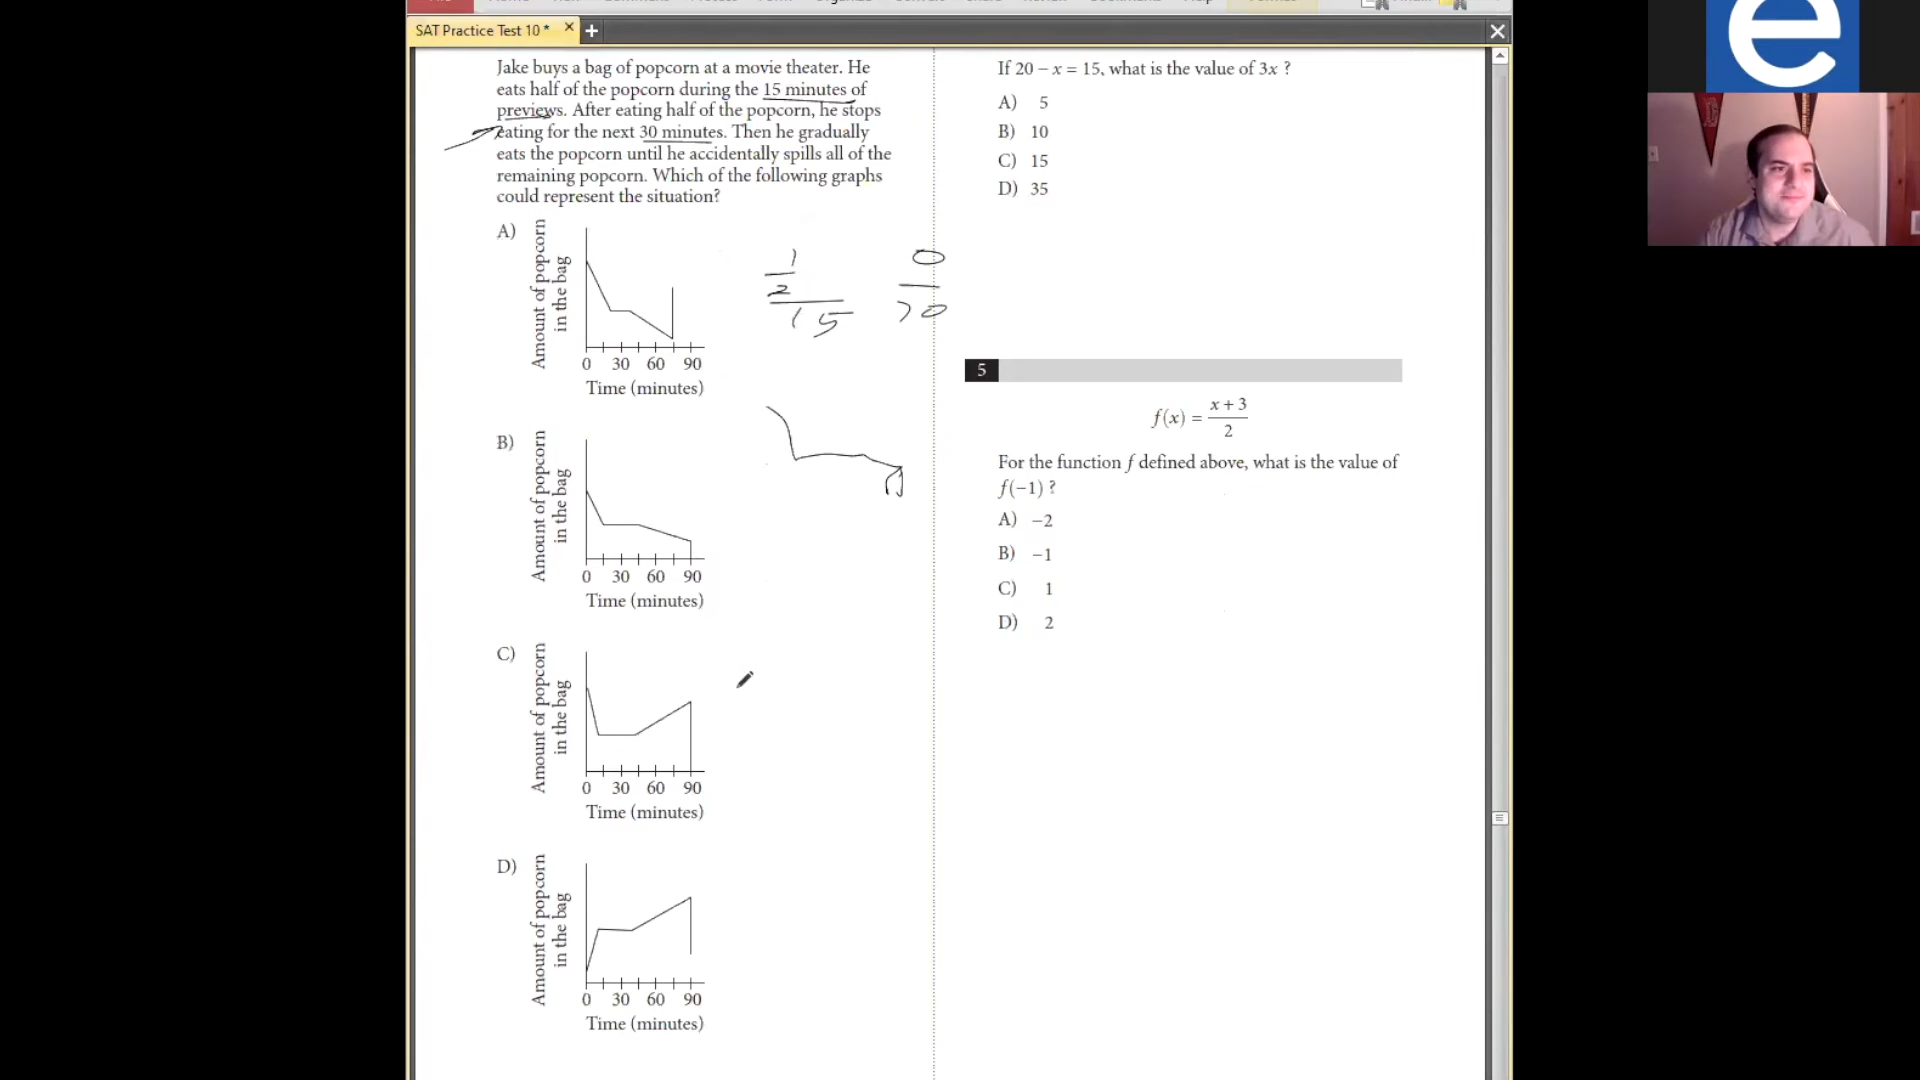 SAT Practice Test 10 *
Jake buys a bag of popcorn at a movie theater. He
eats half of the popcorn during the 15 minutes of
previews. After eating half of the popcorn, he stops
eating for the next 30 minutes. Then he gradually
eats the popcorn until he accidentally spills all of the
remaining popcorn. Which of the following graphs
could represent the situation?
A)
Amount of popcorn
in the bag
0 30 60 90
Time (minutes)
1
2
15
0
30
B)
Amount of popcorn
in the bag
0 30 60 90
Time (minutes)
C)
Amount of popcorn
in the bag
0 30 60 90
Time (minutes)
D)
Amount of popcorn
in the bag
0 30 60 90
Time (minutes)
If 20 – x = 15, what is the value of 3x ?
A) 5
B) 10
C) 15
D) 35
5
f(x) = x + 3
2
For the function f defined above, what is the value of
f(−1) ?
A) −2
B) −1
C) 1
D) 2
e